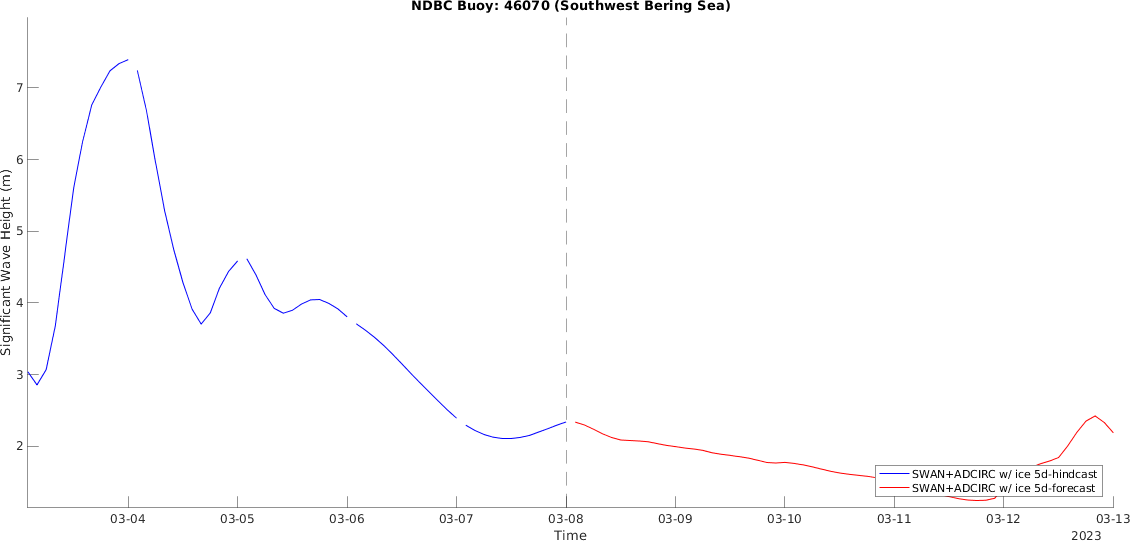 NDBC Buoy: 46070 (Southwest Bering Sea)
7
6
5
4
3
2
Significant Wave Height (m)
SWAN+ADCIRC w/ ice 5d-hindcast
SWAN+ADCIRC w/ ice 5d-forecast
03-04 03-05 03-06 03-07 03-08 03-09 03-10 03-11 03-12 03-13
Time
2023